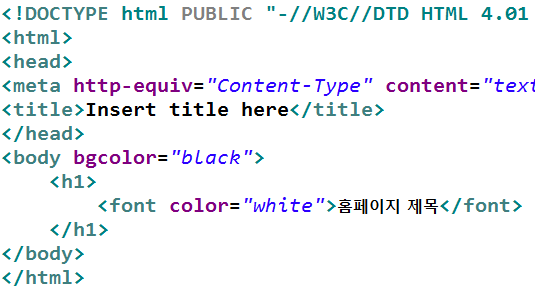 <!DOCTYPE html PUBLIC "-//W3C//DTD HTML 4.01
<html>
<head>
<meta http-equiv="Content-Type" content="text
<title>Insert title here</title>
</head>
<body bgcolor="black">
    <h1>
        <font color="white">홈페이지 제목</font>
    </h1>
</body>
</html>